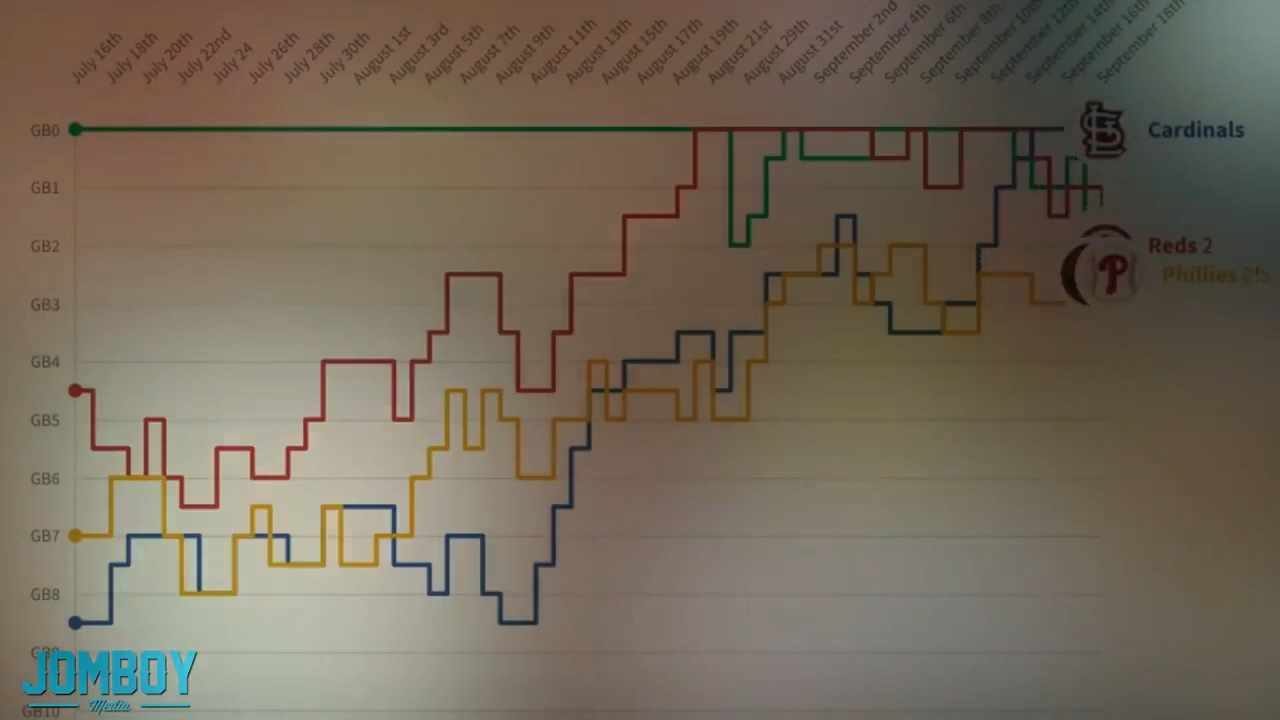 July 16th
July 18th
July 20th
July 22nd
July 24
July 26th
July 28th
July 30th
August 1st
August 3rd
August 5th
August 7th
August 9th
August 11th
August 13th
August 15th
August 17th
August 19th
August 21st
August 29th
August 31st
September 2nd
September 4th
September 6th
September 8th
September 10th
September 12th
September 14th
September 16th
September 18th
GB0
Cardinals
GB1
GB2
Reds 2
P
Phillies
GB3
GB4
GB5
GB6
GB7
GB8
GB9
JOMBOY
Media
GB10